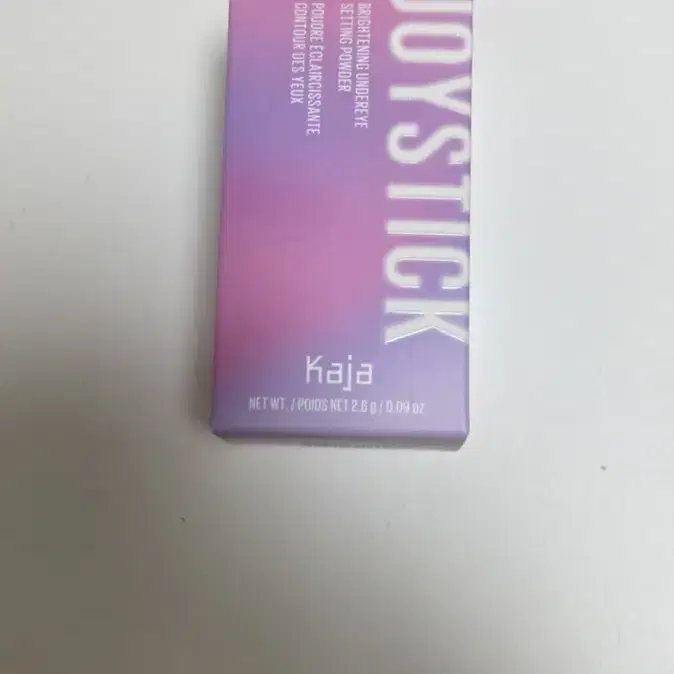 JOYSTICK
BRIGHTENING UNDEREYE
SETTING POWDER
POUDRE ÉCLAIRCISSANTE
CONTOUR DES YEUX
Kaja
NET WT. / POIDS NET 2.6 g / 0.09 oz